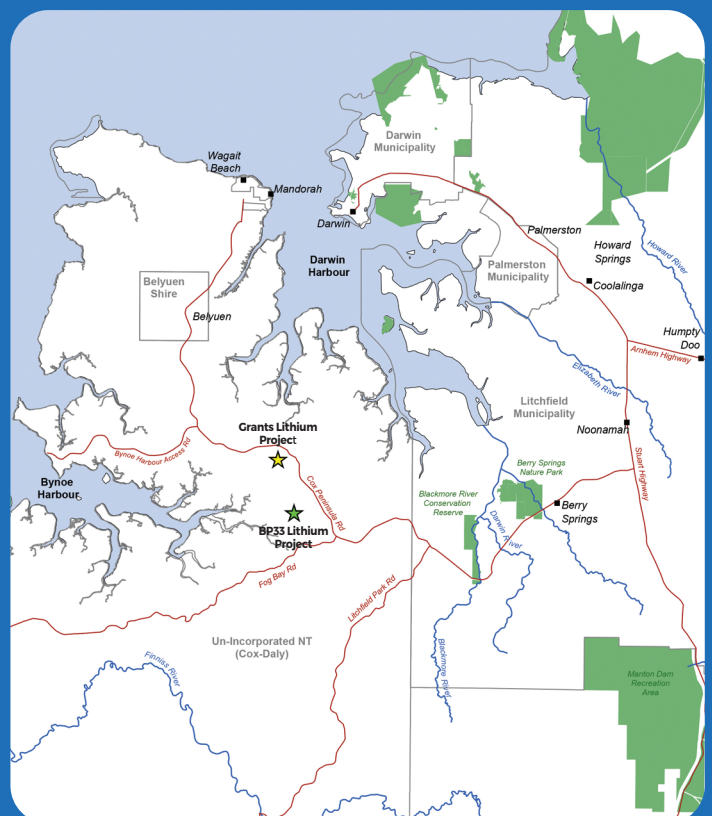 Darwin
Municipality
Wagait
Beach
Mandorah
Darwin
Palmerston
Howard
Springs
Howard River
Darwin
Harbour
Palmerston
Municipality
Coolalinga
Belyuen
Shire
Belyuen
Humpty
Doo
Arnhem Highway
Elizabeth River
Litchfield
Municipality
Grants Lithium
Project
Noonamah
Bynoe Harbour Access Rd
Stuart Highway
Berry Springs
Nature Park
Bynoe
Harbour
Cox Peninsula Rd
Blackmore River
Conservation
Reserve
Berry
Springs
Darwin River
BP33 Lithium
Project
Fog Bay Rd
Litchfield Park Rd
Un-Incorporated NT
(Cox-Daly)
Finniss River
Blackmore River
Manton Dam
Recreation
Area